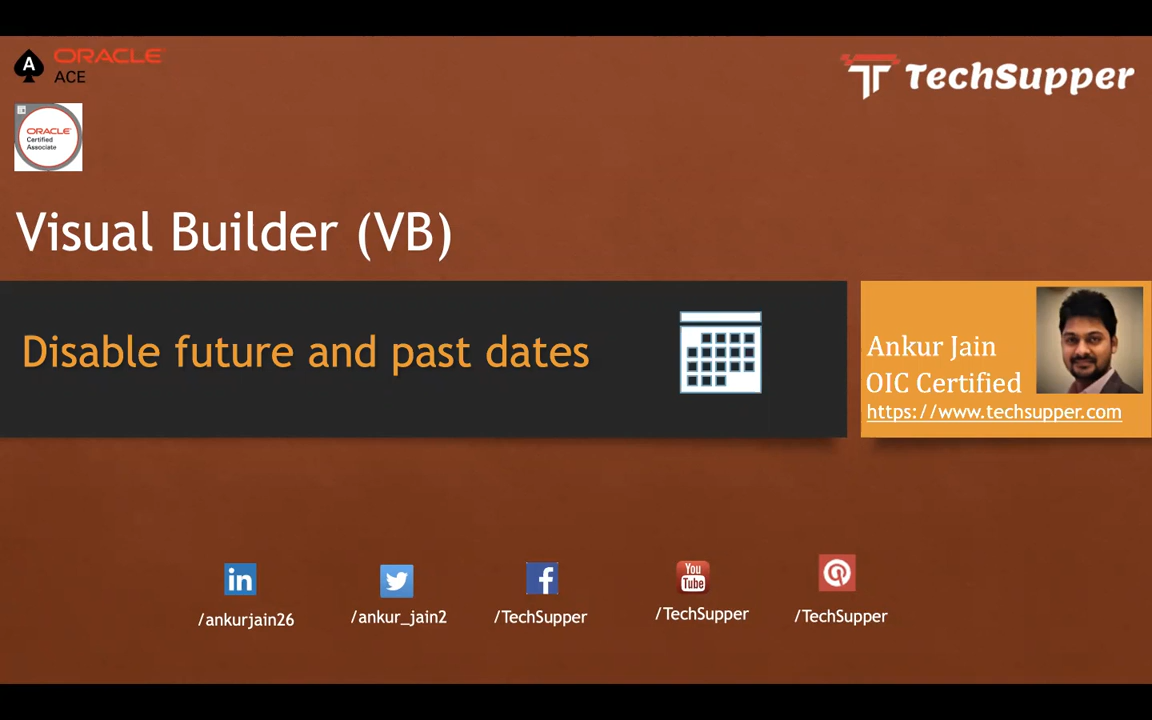 A
ORACLE
ACE
TechSupper
ORACLE
Certified
Associate
Visual Builder (VB)
Disable future and past dates
Ankur Jain
OIC Certified
https://www.techsupper.com
in
You
Tube
/ankurjain26
/ankur_jain2
/TechSupper
/TechSupper
/TechSupper